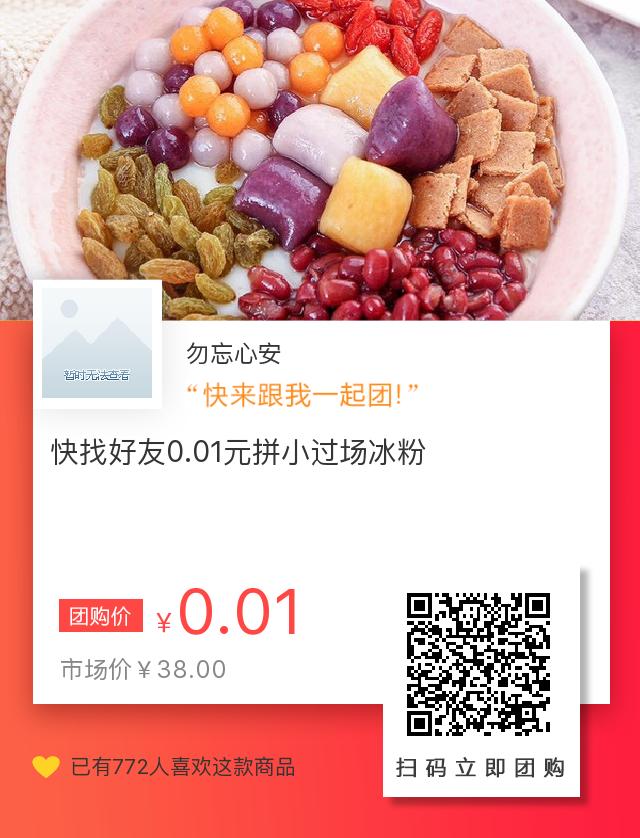 暂时无法查看
勿忘心安
“快来跟我一起团!”
快找好友0.01元拼小过场冰粉
团购价 ¥0.01
市场价¥38.00
扫码立即团购
已有772人喜欢这款商品